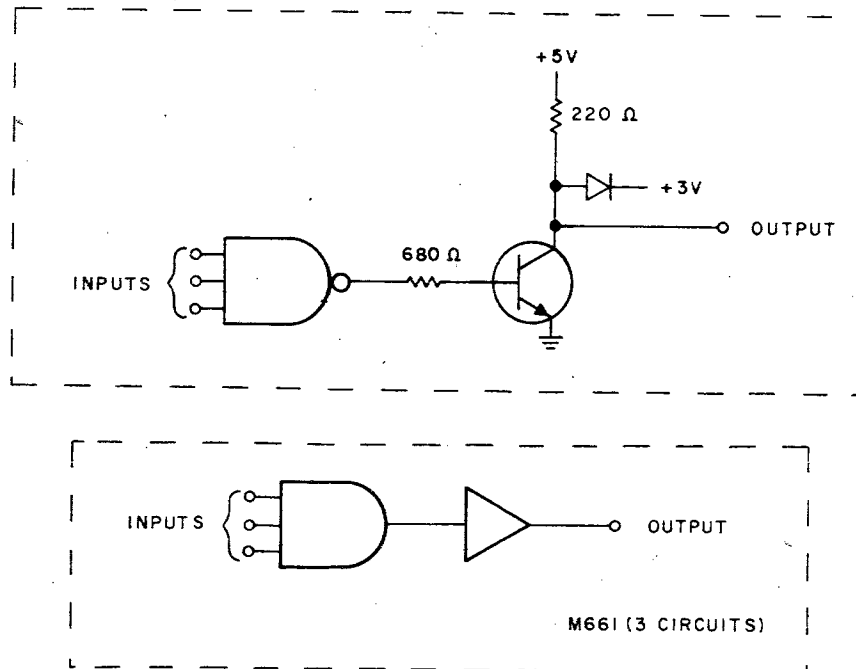 +5V
220 Ω
+3V
OUTPUT
680 Ω
INPUTS
INPUTS
OUTPUT
M661 (3 CIRCUITS)